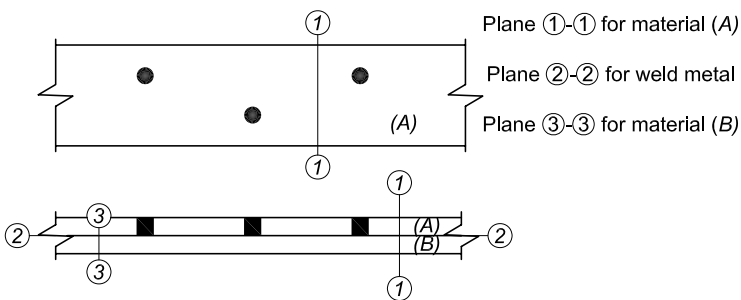 ① Plane ①-① for material (A)
Plane ②-② for weld metal
(A) Plane ③-③ for material (B)
①
①
③ (A)
② (B) ②
③
①